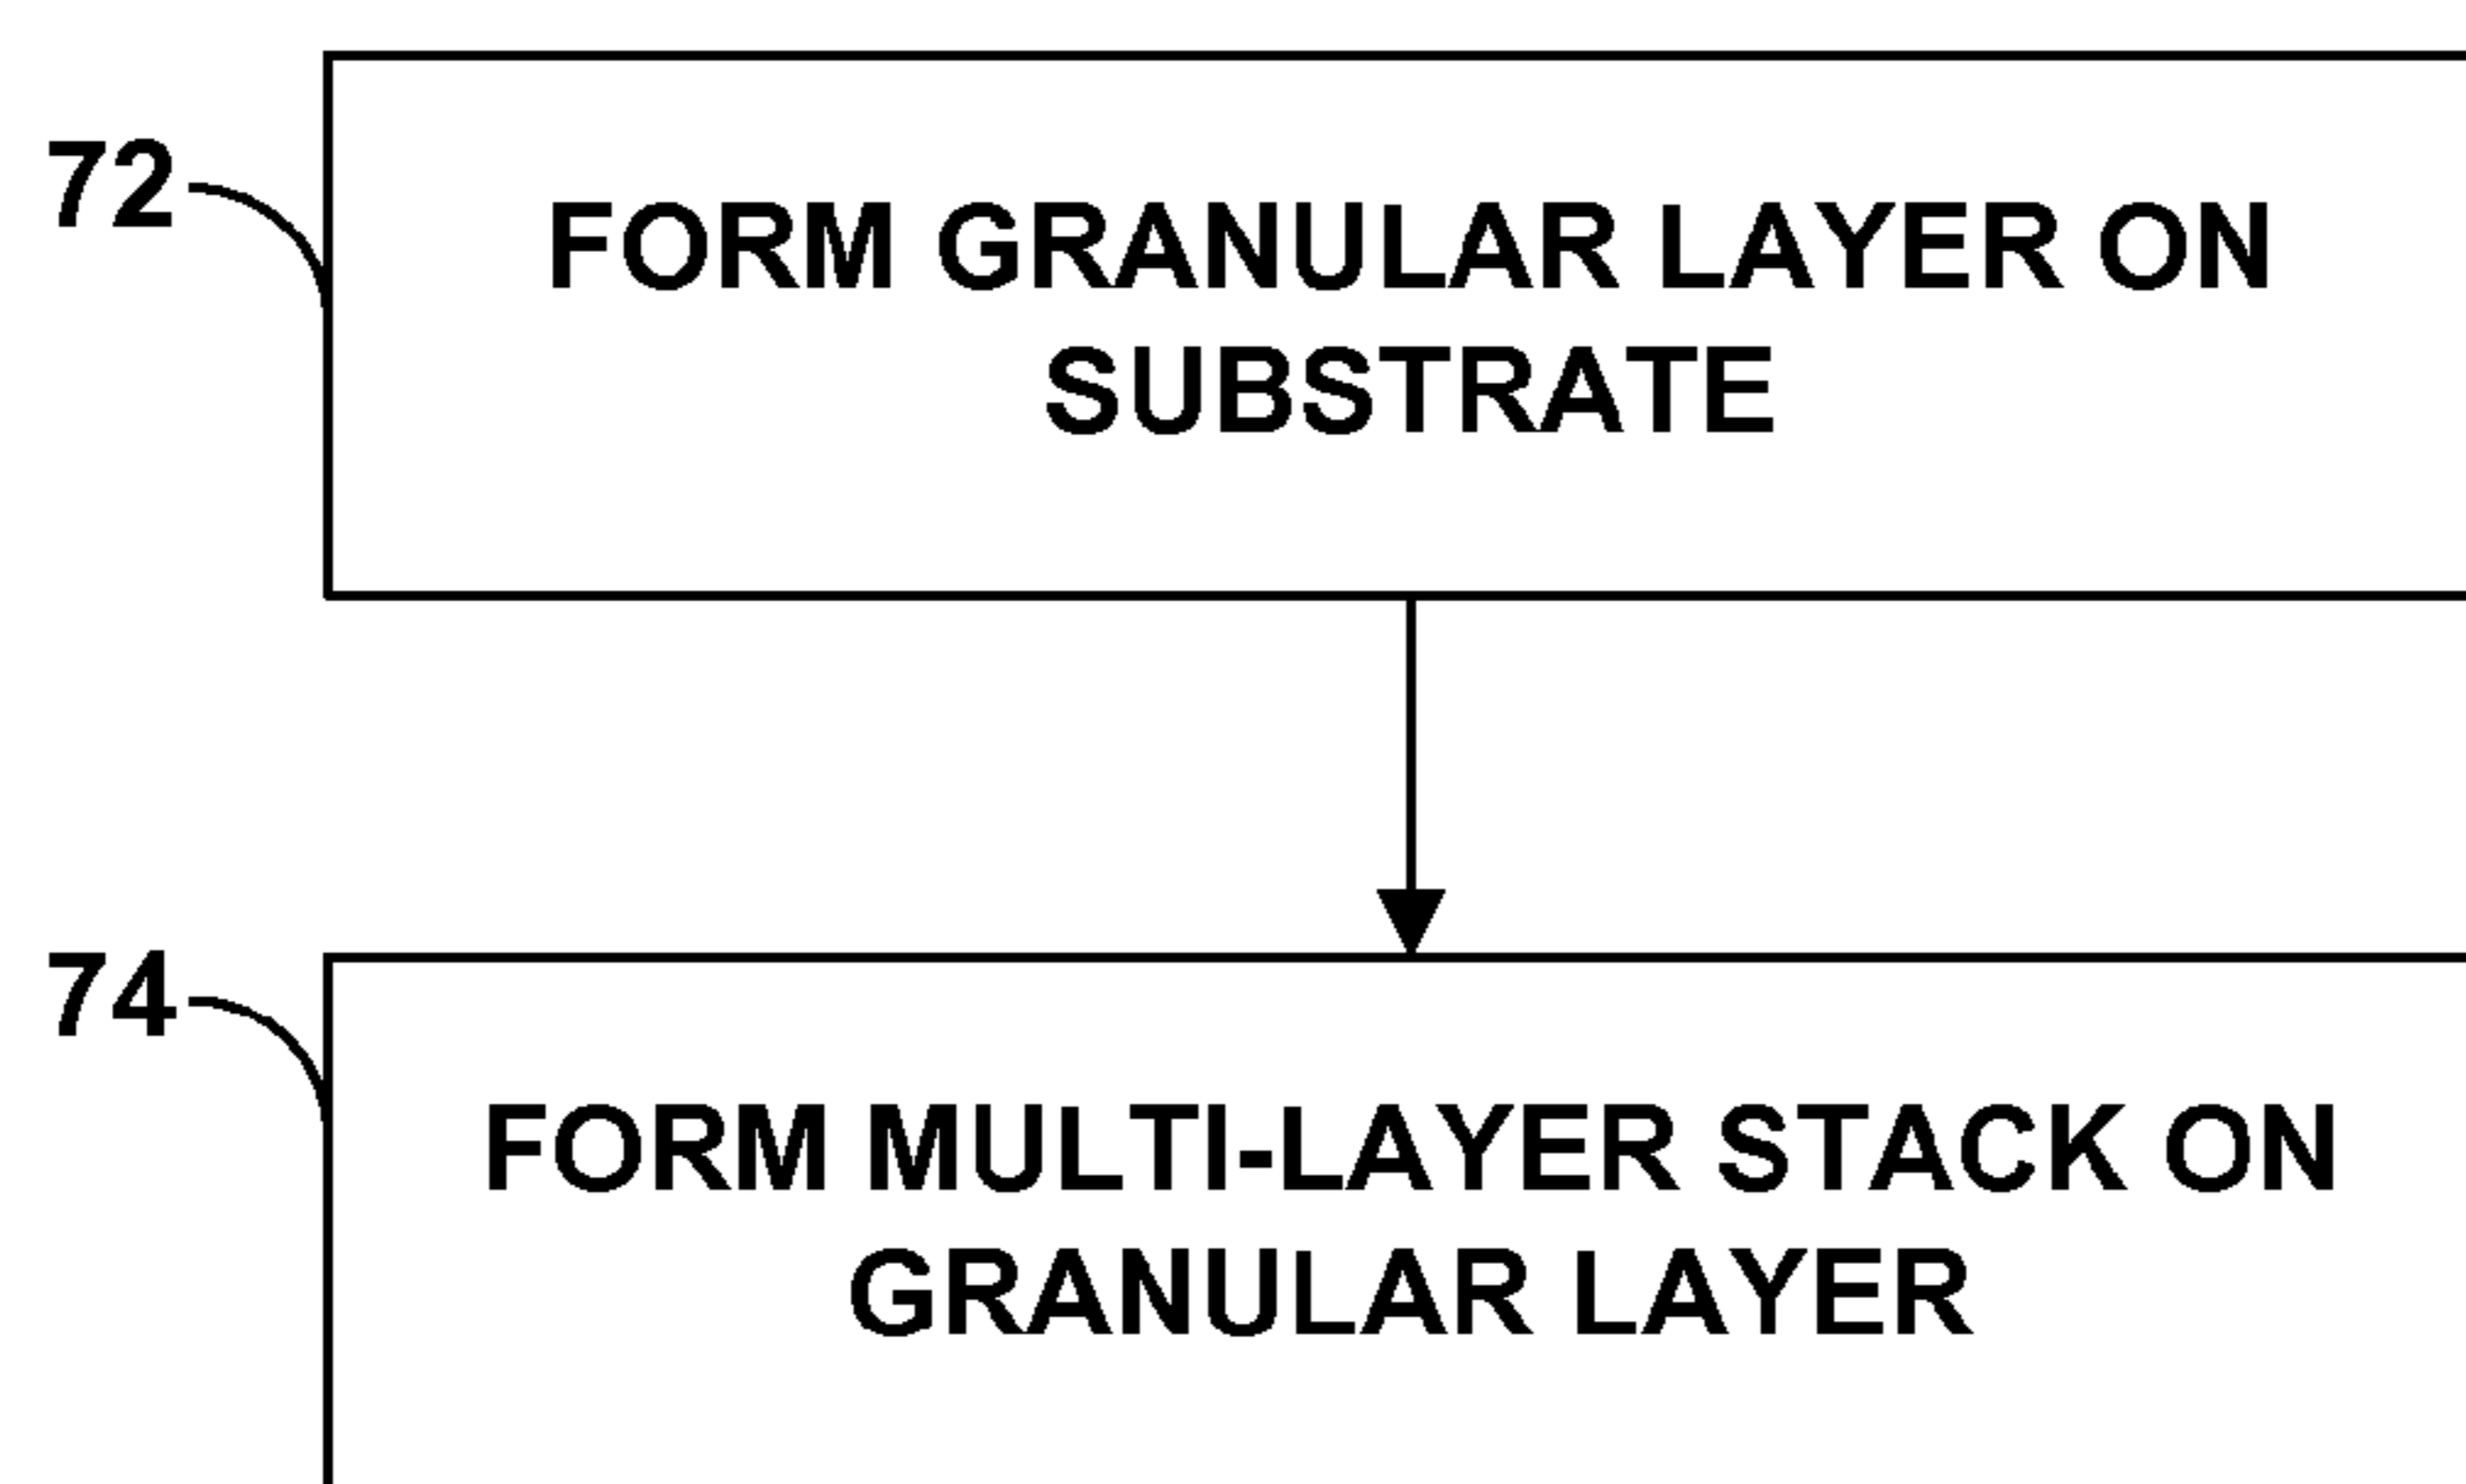 72
FORM GRANULAR LAYER ON
SUBSTRATE
74
FORM MULTI-LAYER STACK ON
GRANULAR LAYER